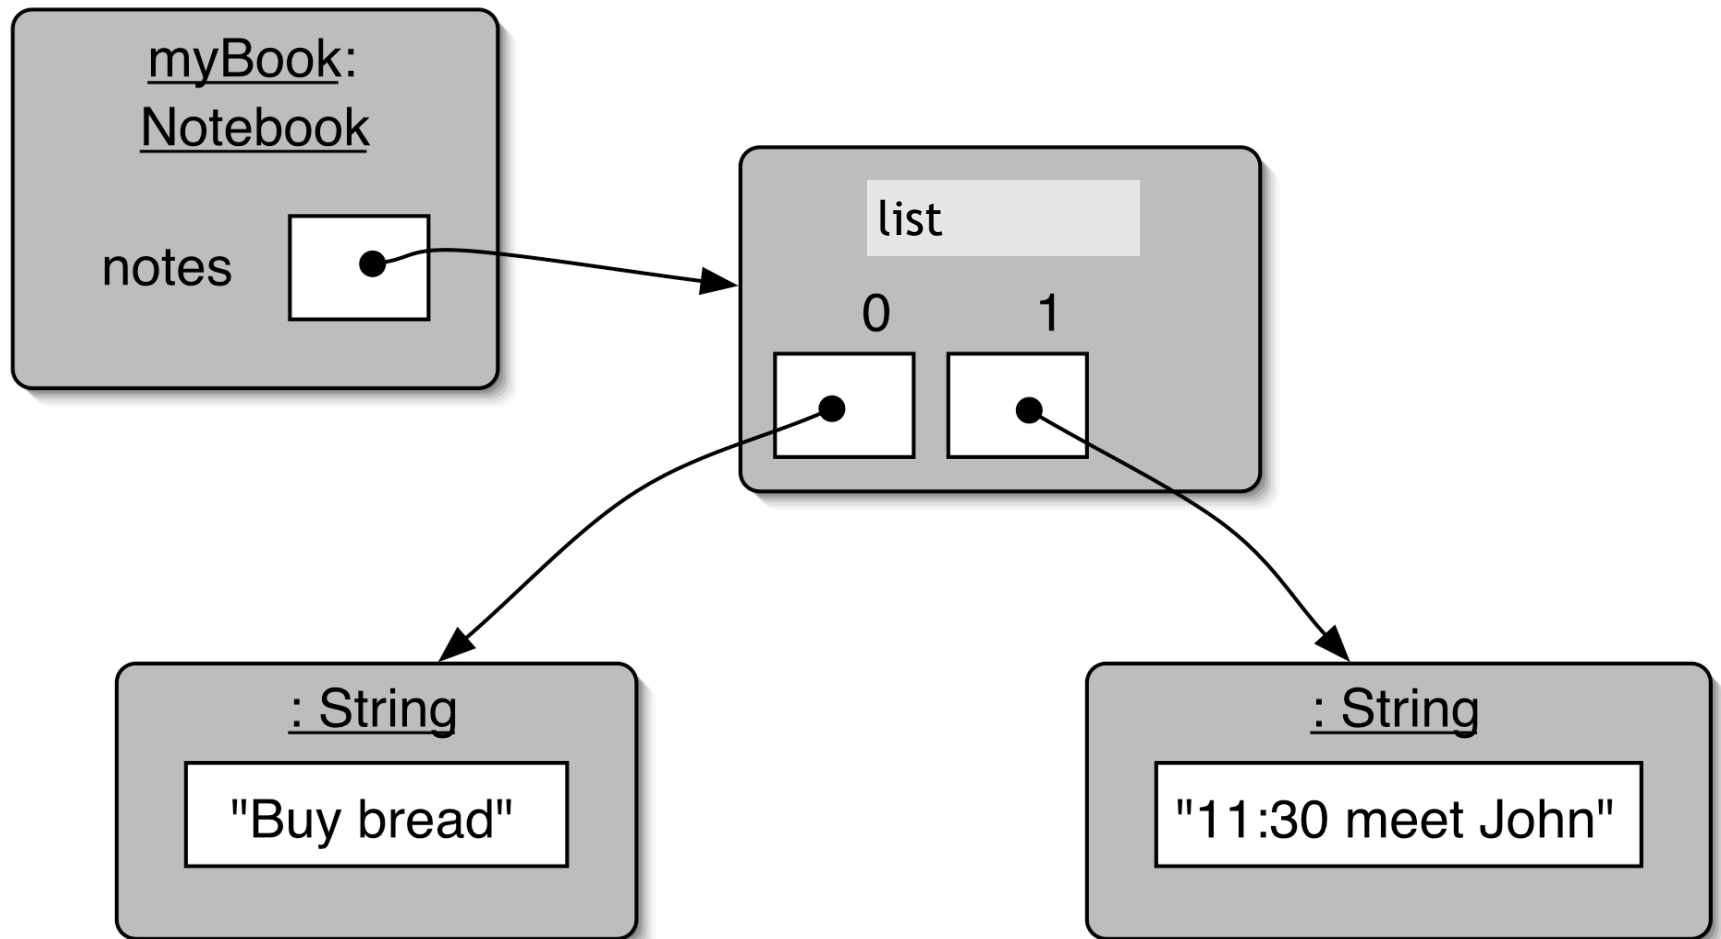 myBook:
Notebook
notes
list
0 1
: String
"Buy bread"
: String
"11:30 meet John"